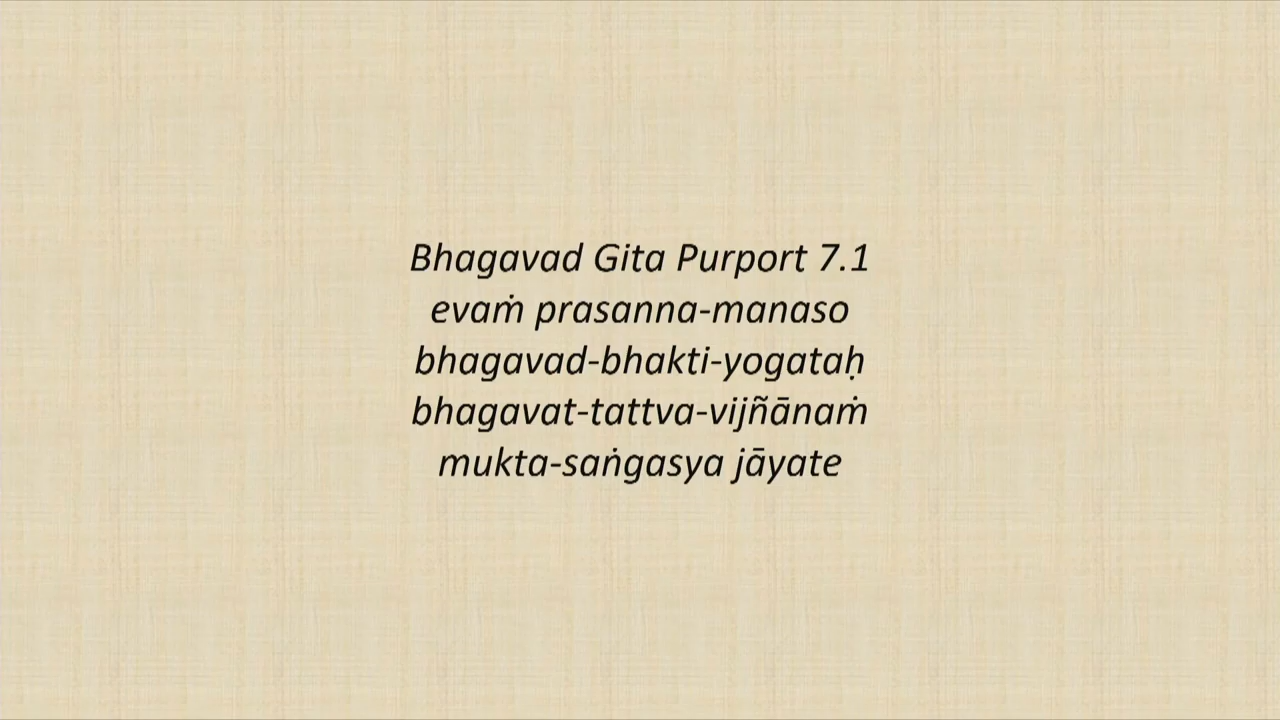 Bhagavad Gita Purport 7.1
evaṁ prasanna-manaso
bhagavad-bhakti-yogataḥ
bhagavat-tattva-vijñānaṁ
mukta-saṅgasya jāyate